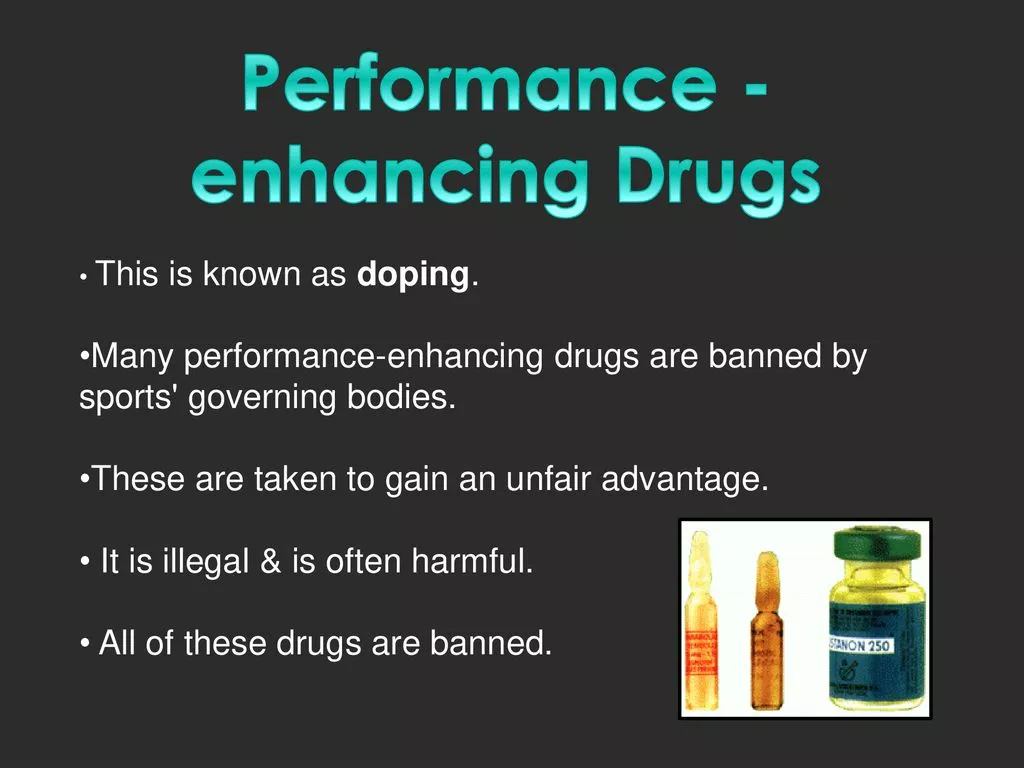 Performance -
enhancing Drugs
• This is known as doping.
•Many performance-enhancing drugs are banned by
sports' governing bodies.
•These are taken to gain an unfair advantage.
• It is illegal & is often harmful.
• All of these drugs are banned.
STANON 250